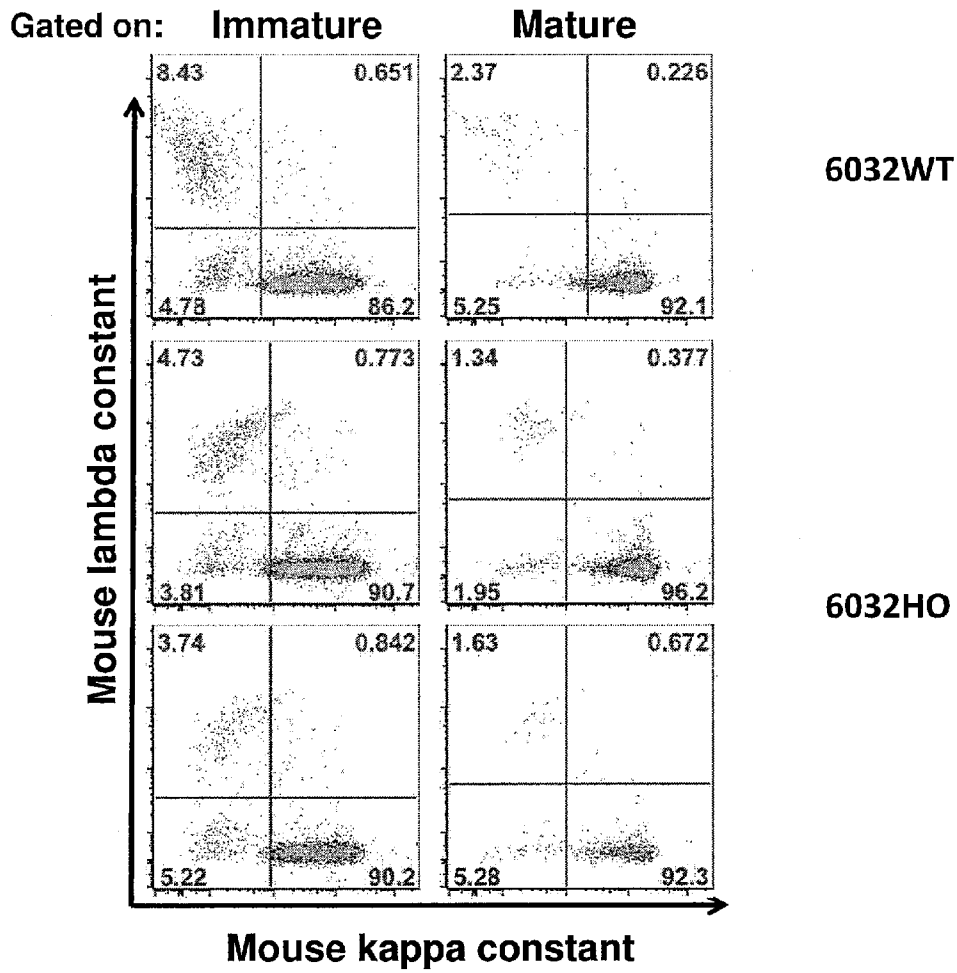 Gated on: Immature Mature
8.43 0.651 2.37 0.226
6032WT
4.78 86.2 5.25 92.1
4.73 0.773 1.34 0.377
3.81 90.7 1.95 96.2
6032HO
3.74 0.842 1.63 0.672
5.22 90.2 5.28 92.3
Mouse lambda constant
Mouse kappa constant